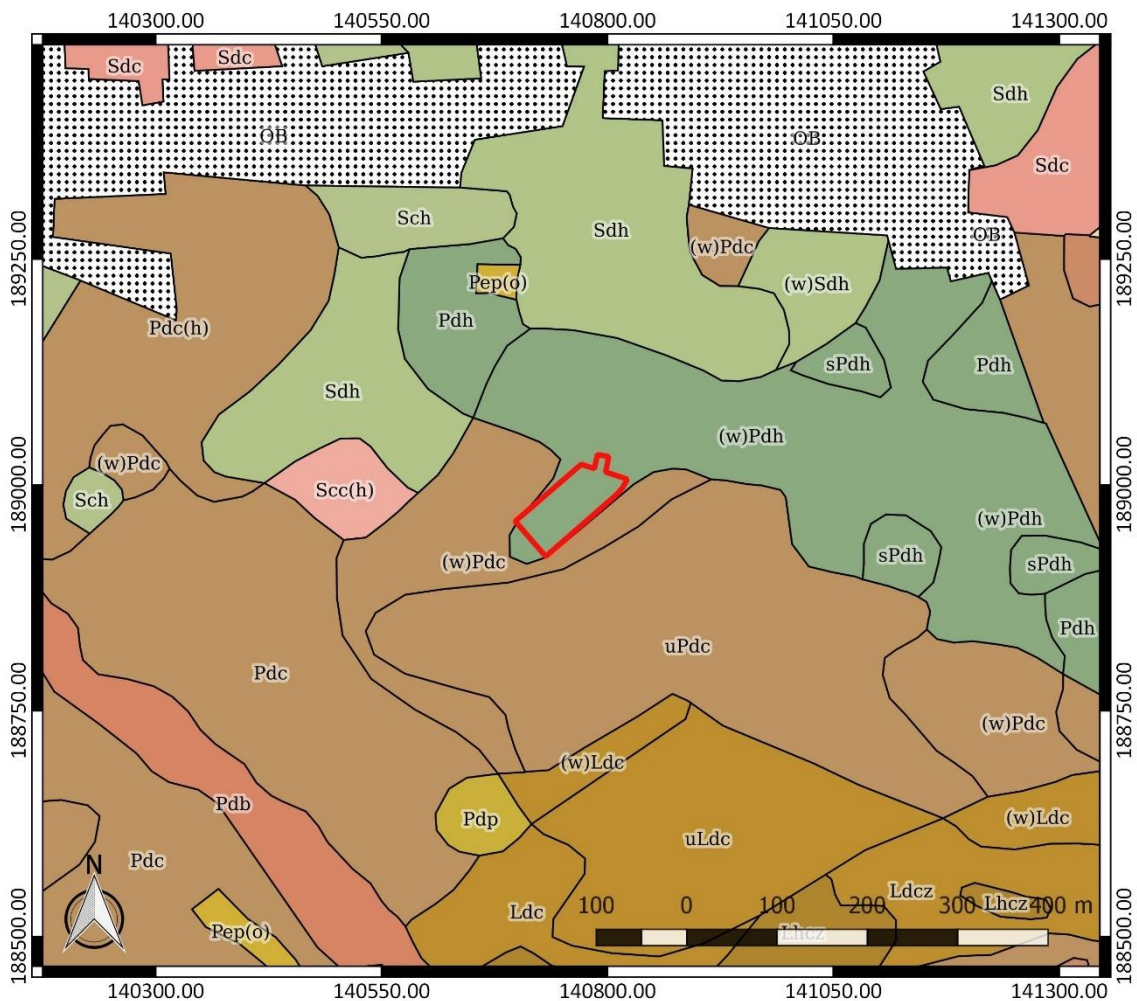 140300.00 140550.00 140800.00 141050.00 141300.00
Sdc Sdc
Sdh
OB OB
Sdc
Sch Sdh
OB
(w)Pdc
189250.00 189250.00
Pep(o) (w)Sdh
Pdc(h) Pdh
sPdh Pdh
Sdh
(w)Pdh
(w)Pdc
Sch Scc(h)
189000.00 189000.00
(w)Pdh
(w)Pdc sPdh sPdh
Pdh
Pdc uPdc
188750.00 188750.00
(w)Pdc
(w)Ldc
Pdb Pdp (w)Ldc
uLdc
Pdc
N
Ldcz
Ldc Lhcz
100 0 100 200 300 400 m
Pep(o) Lhcz
188500.00 188500.00
140300.00 140550.00 140800.00 141050.00 141300.00